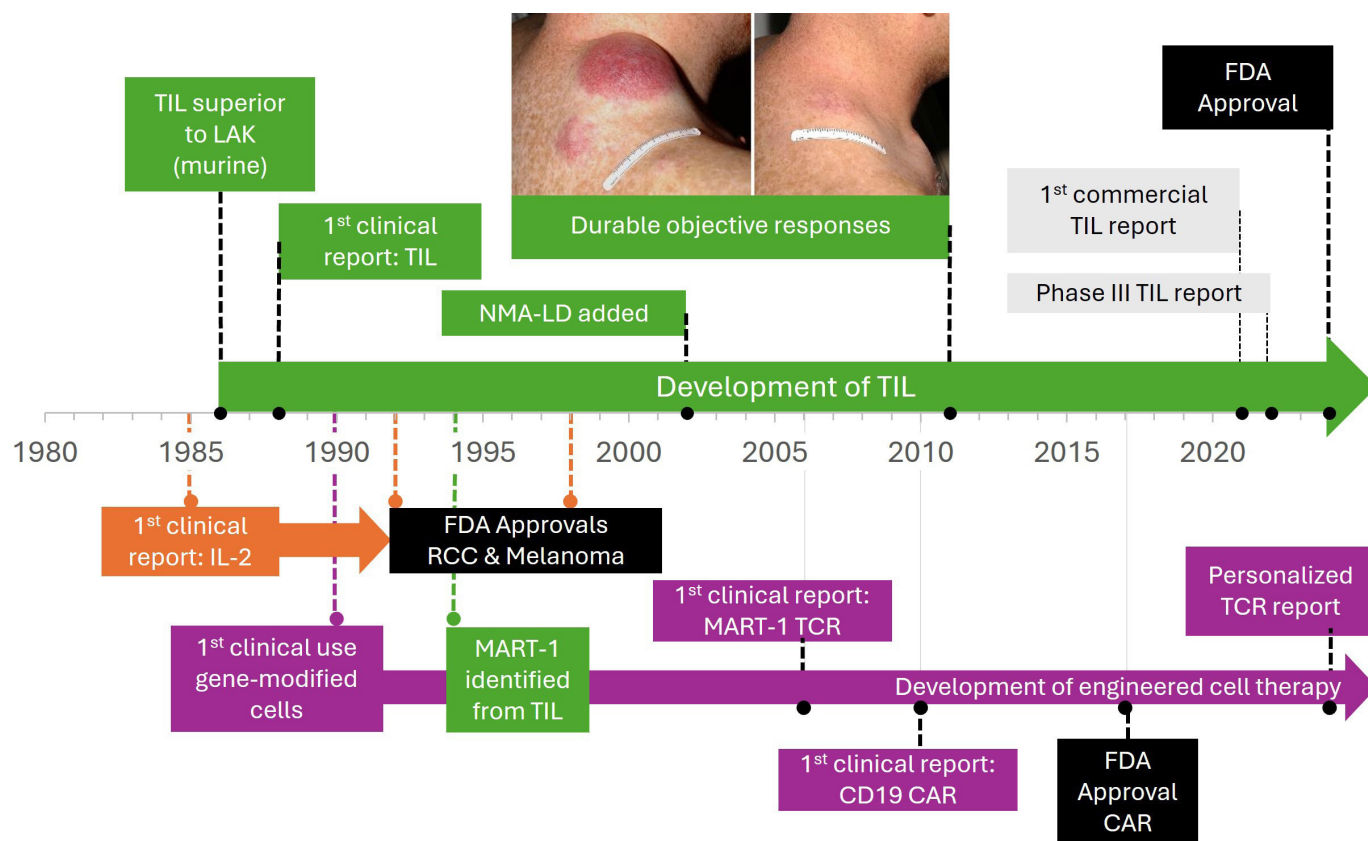 TIL superior
to LAK
(murine)
1st clinical
report: TIL
NMA-LD added
Durable objective responses
1st commercial
TIL report
Phase III TIL report
FDA
Approval
Development of TIL
1980
1985
1990
1995
2000
2005
2010
2015
2020
1st clinical
report: IL-2
FDA Approvals
RCC & Melanoma
1st clinical use
gene-modified
cells
MART-1
identified
from TIL
1st clinical report:
MART-1 TCR
Personalized
TCR report
Development of engineered cell therapy
1st clinical report:
CD19 CAR
FDA
Approval
CAR